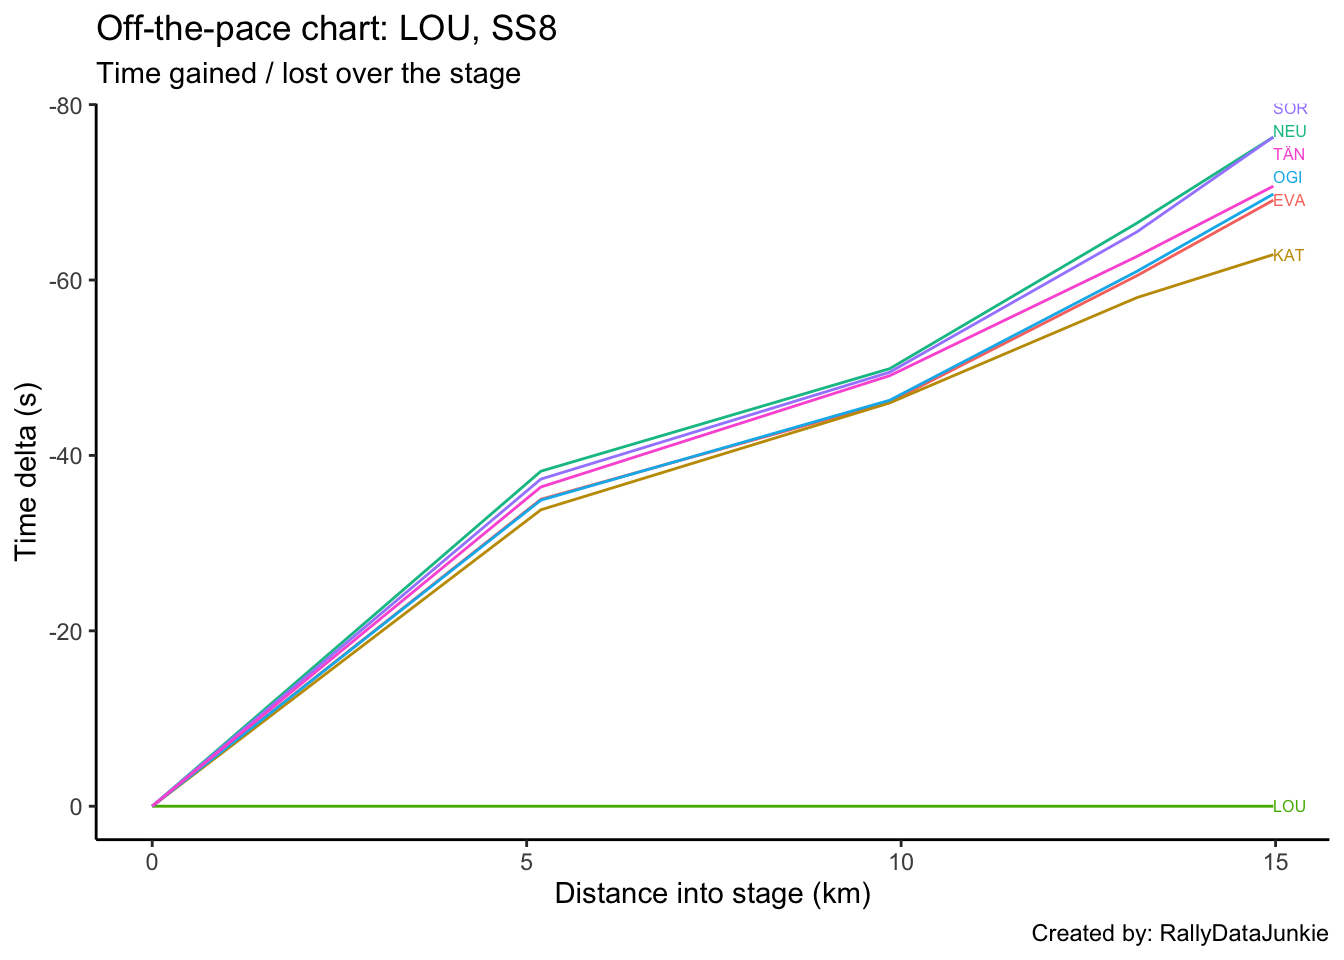 Off-the-pace chart: LOU, SS8
Time gained / lost over the stage
-80
-60
-40
-20
0
Time delta (s)
SOR
NEU
TÄN
OGI
EVA
KAT
LOU
0 5 10 15
Distance into stage (km)
Created by: RallyDataJunkie